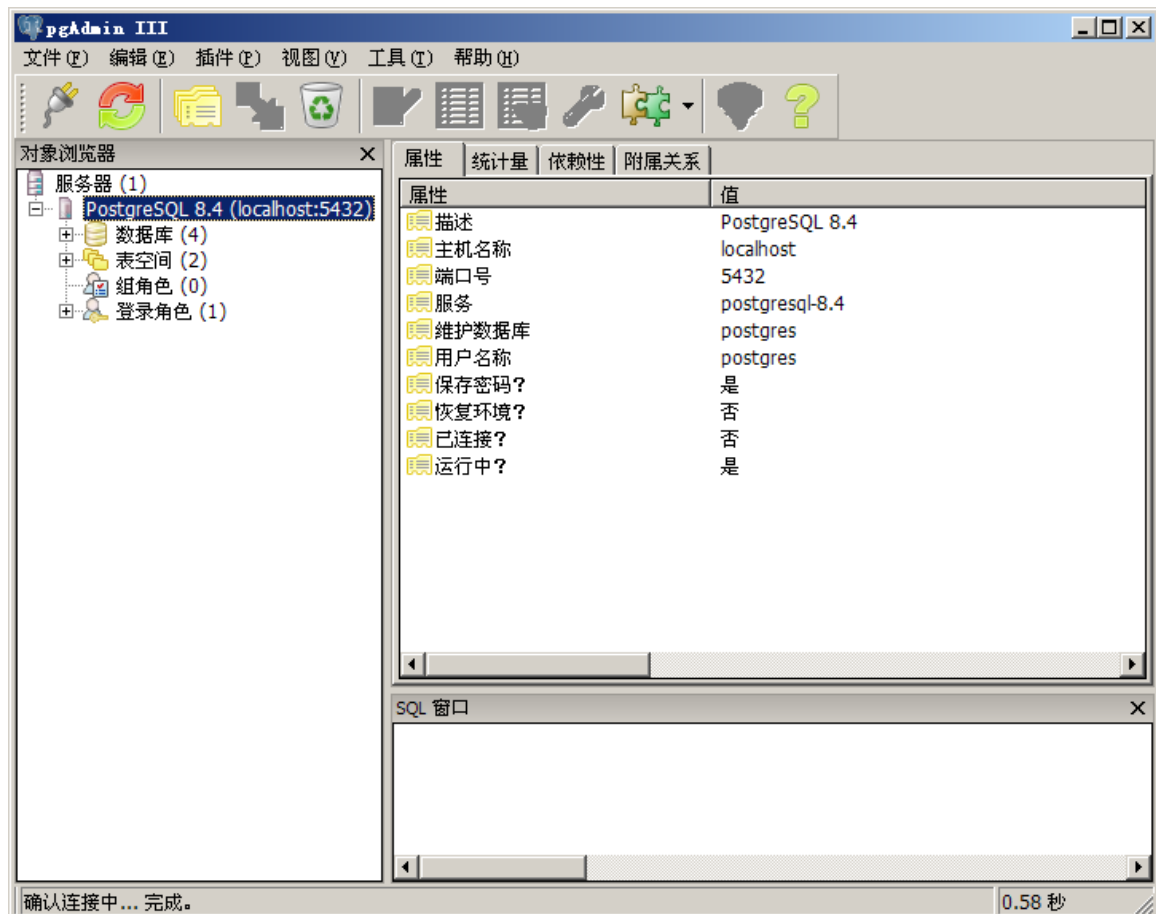 pgAdmin III
文件(F) 编辑(E) 插件(P) 视图(V) 工具(T) 帮助(H)
对象浏览器
服务器 (1)
PostgreSQL 8.4 (localhost:5432)
数据库 (4)
表空间 (2)
组角色 (0)
登录角色 (1)
属性 统计量 依赖性 附属关系
属性 值
描述 PostgreSQL 8.4
主机名称 localhost
端口号 5432
服务 postgresql-8.4
维护数据库 postgres
用户名称 postgres
保存密码? 是
恢复环境? 否
已连接? 否
运行中? 是
SQL 窗口
确认连接中... 完成。 0.58 秒